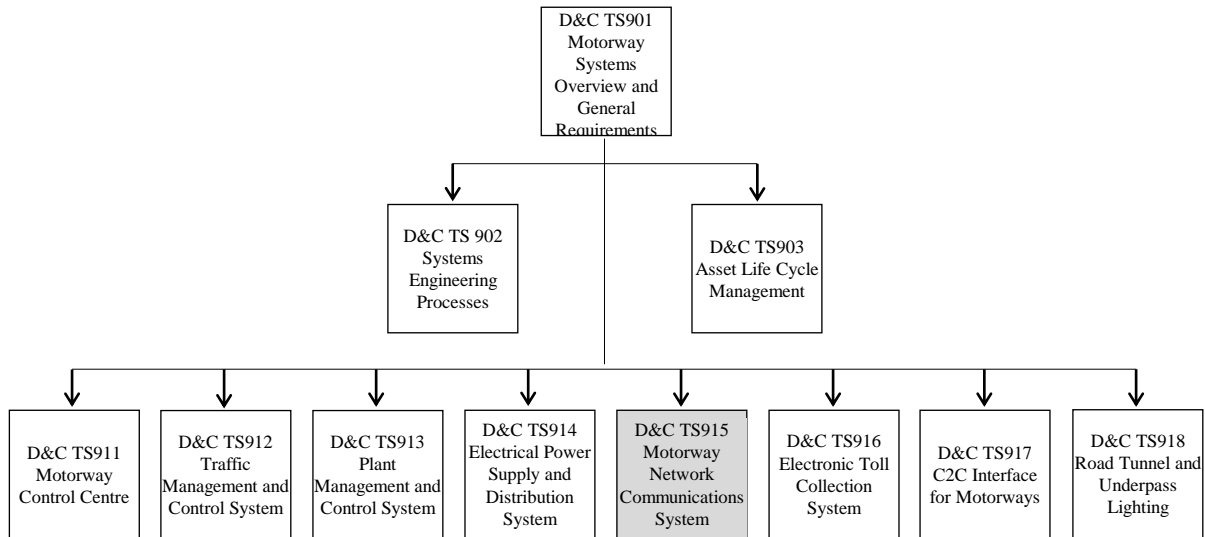 D&C TS901
Motorway
Systems
Overview and
General
Requirements
D&C TS 902
Systems
Engineering
Processes
D&C TS903
Asset Life Cycle
Management
D&C TS911
Motorway
Control Centre
D&C TS912
Traffic
Management and
Control System
D&C TS913
Plant
Management and
Control System
D&C TS914
Electrical Power
Supply and
Distribution
System
D&C TS915
Motorway
Network
Communications
System
D&C TS916
Electronic Toll
Collection
System
D&C TS917
C2C Interface
for Motorways
D&C TS918
Road Tunnel and
Underpass
Lighting